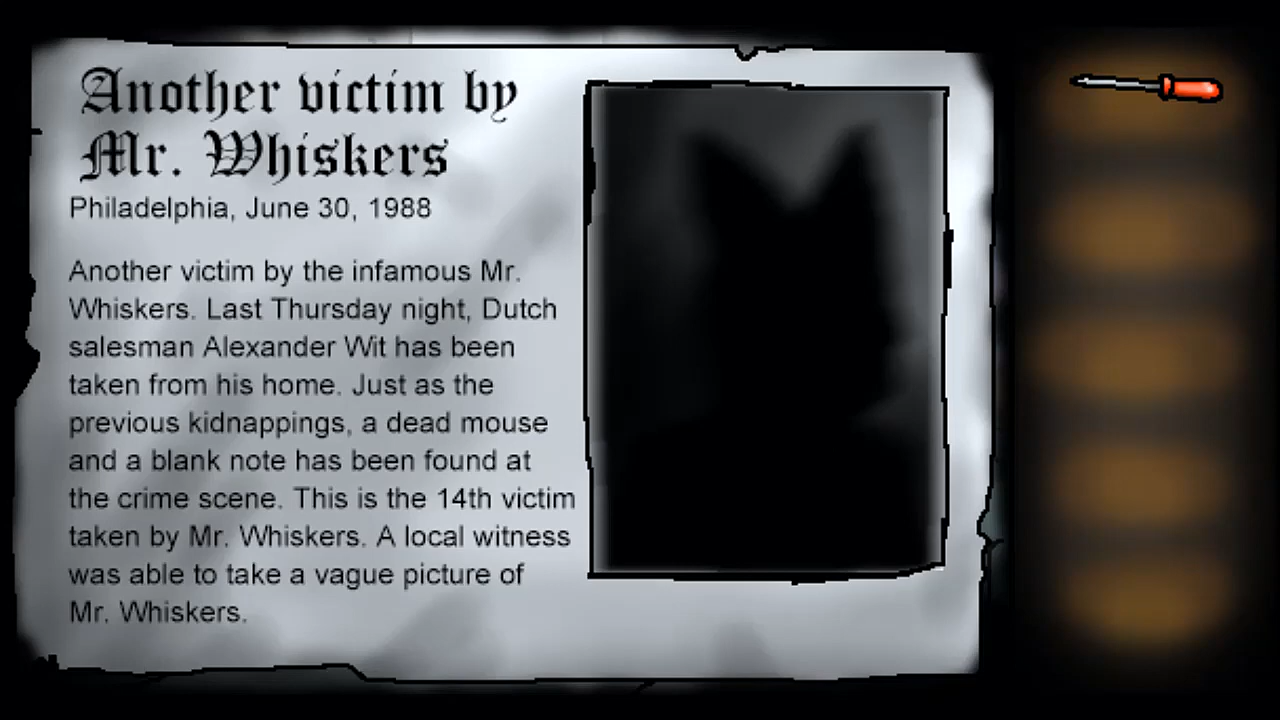 Another victim by
Mr. Whiskers
Philadelphia, June 30, 1988
Another victim by the infamous Mr.
Whiskers. Last Thursday night, Dutch
salesman Alexander Wit has been
taken from his home. Just as the
previous kidnappings, a dead mouse
and a blank note has been found at
the crime scene. This is the 14th victim
taken by Mr. Whiskers. A local witness
was able to take a vague picture of
Mr. Whiskers.